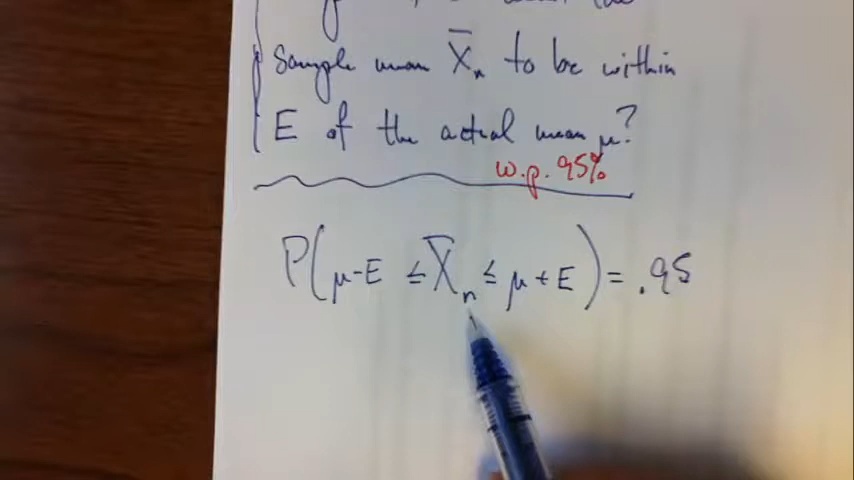 Sample mean X̄ₙ to be within
E of the actual mean μ?
w.p. 95%
P(μ-E ≤ X̄ₙ ≤ μ + E) = .95